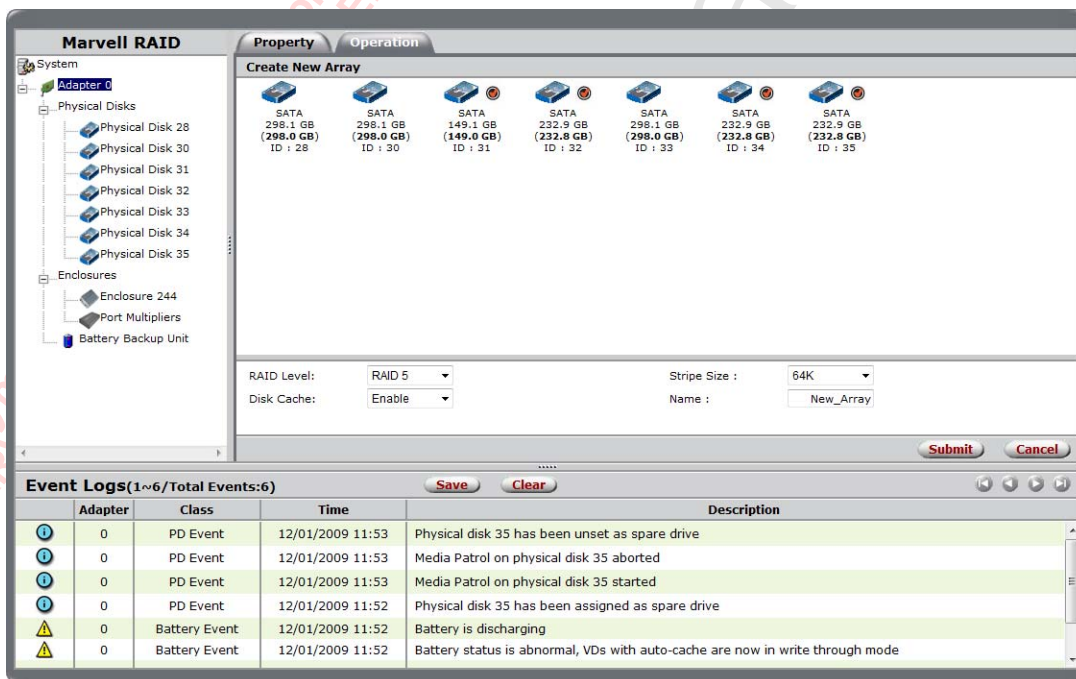 Marvell RAID
System
Adapter 0
Physical Disks
Physical Disk 28
Physical Disk 30
Physical Disk 31
Physical Disk 32
Physical Disk 33
Physical Disk 34
Physical Disk 35
Enclosures
Enclosure 244
Port Multipliers
Battery Backup Unit
Property Operation
Create New Array
SATA SATA SATA SATA SATA SATA SATA
298.1 GB 298.1 GB 149.1 GB 232.9 GB 298.1 GB 232.9 GB 232.9 GB
(298.0 GB) (298.0 GB) (149.0 GB) (232.8 GB) (298.0 GB) (232.8 GB) (232.8 GB)
ID : 28 ID : 30 ID : 31 ID : 32 ID : 33 ID : 34 ID : 35
RAID Level: RAID 5 Stripe Size : 64K
Disk Cache: Enable Name : New_Array
Submit Cancel
Event Logs(1~6/Total Events:6) Save Clear
Adapter Class Time Description
0 PD Event 12/01/2009 11:53 Physical disk 35 has been unset as spare drive
0 PD Event 12/01/2009 11:53 Media Patrol on physical disk 35 aborted
0 PD Event 12/01/2009 11:53 Media Patrol on physical disk 35 started
0 PD Event 12/01/2009 11:52 Physical disk 35 has been assigned as spare drive
0 Battery Event 12/01/2009 11:52 Battery is discharging
0 Battery Event 12/01/2009 11:52 Battery status is abnormal, VDs with auto-cache are now in write through mode